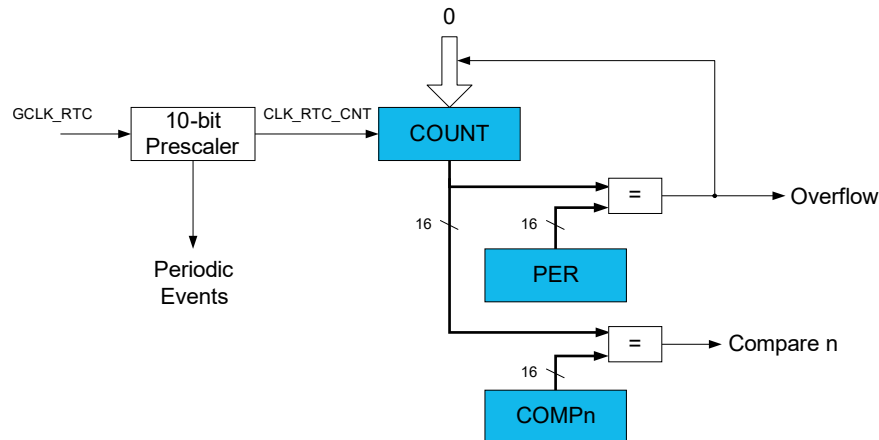 0
GCLK_RTC
10-bit
Prescaler
CLK_RTC_CNT
COUNT
=
Overflow
16
16
Periodic
Events
PER
=
Compare n
16
COMPn